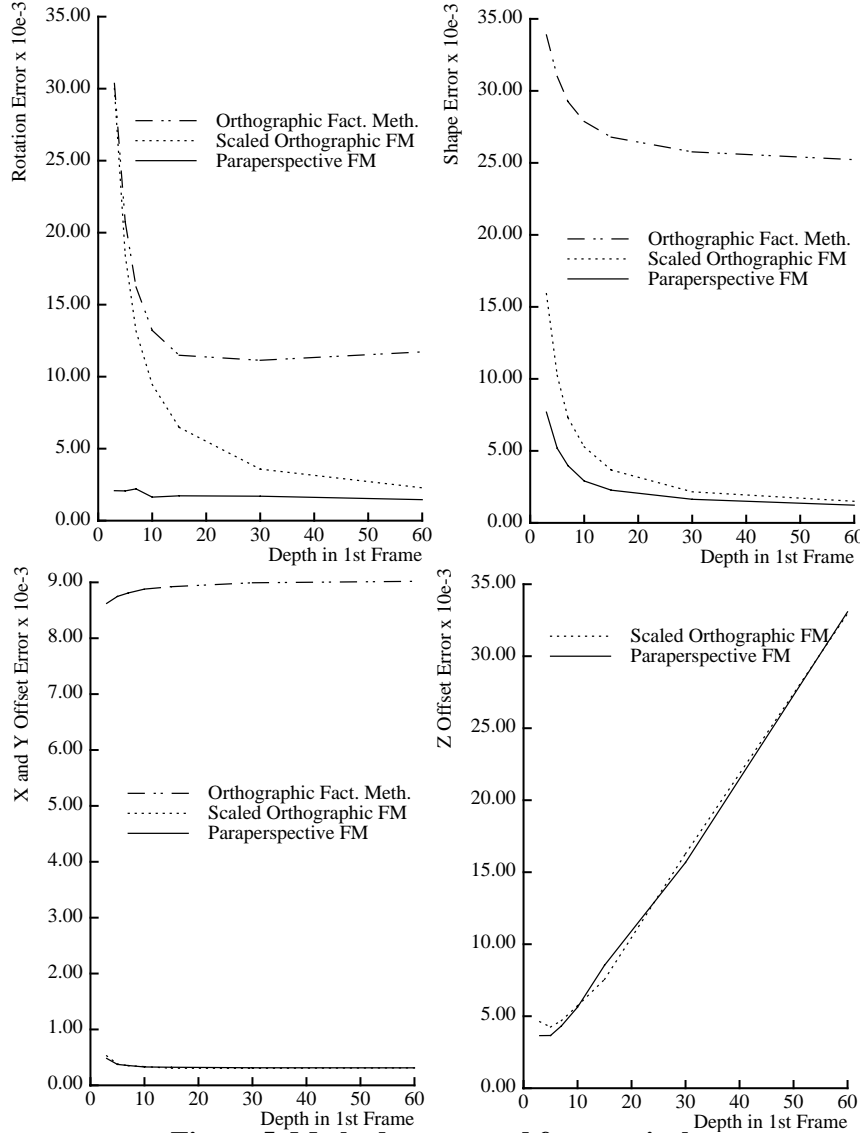 Rotation Error x 10e-3
35.00
30.00
25.00
20.00
15.00
10.00
5.00
0.00
Orthographic Fact. Meth.
Scaled Orthographic FM
Paraperspective FM
0 10 20 30 40 50 60
Depth in 1st Frame
Shape Error x 10e-3
35.00
30.00
25.00
20.00
15.00
10.00
5.00
0.00
Orthographic Fact. Meth.
Scaled Orthographic FM
Paraperspective FM
0 10 20 30 40 50 60
Depth in 1st Frame
X and Y Offset Error x 10e-3
9.00
8.00
7.00
6.00
5.00
4.00
3.00
2.00
1.00
0.00
Orthographic Fact. Meth.
Scaled Orthographic FM
Paraperspective FM
0 10 20 30 40 50 60
Depth in 1st Frame
Z Offset Error x 10e-3
35.00
30.00
25.00
20.00
15.00
10.00
5.00
0.00
Scaled Orthographic FM
Paraperspective FM
0 10 20 30 40 50 60
Depth in 1st Frame